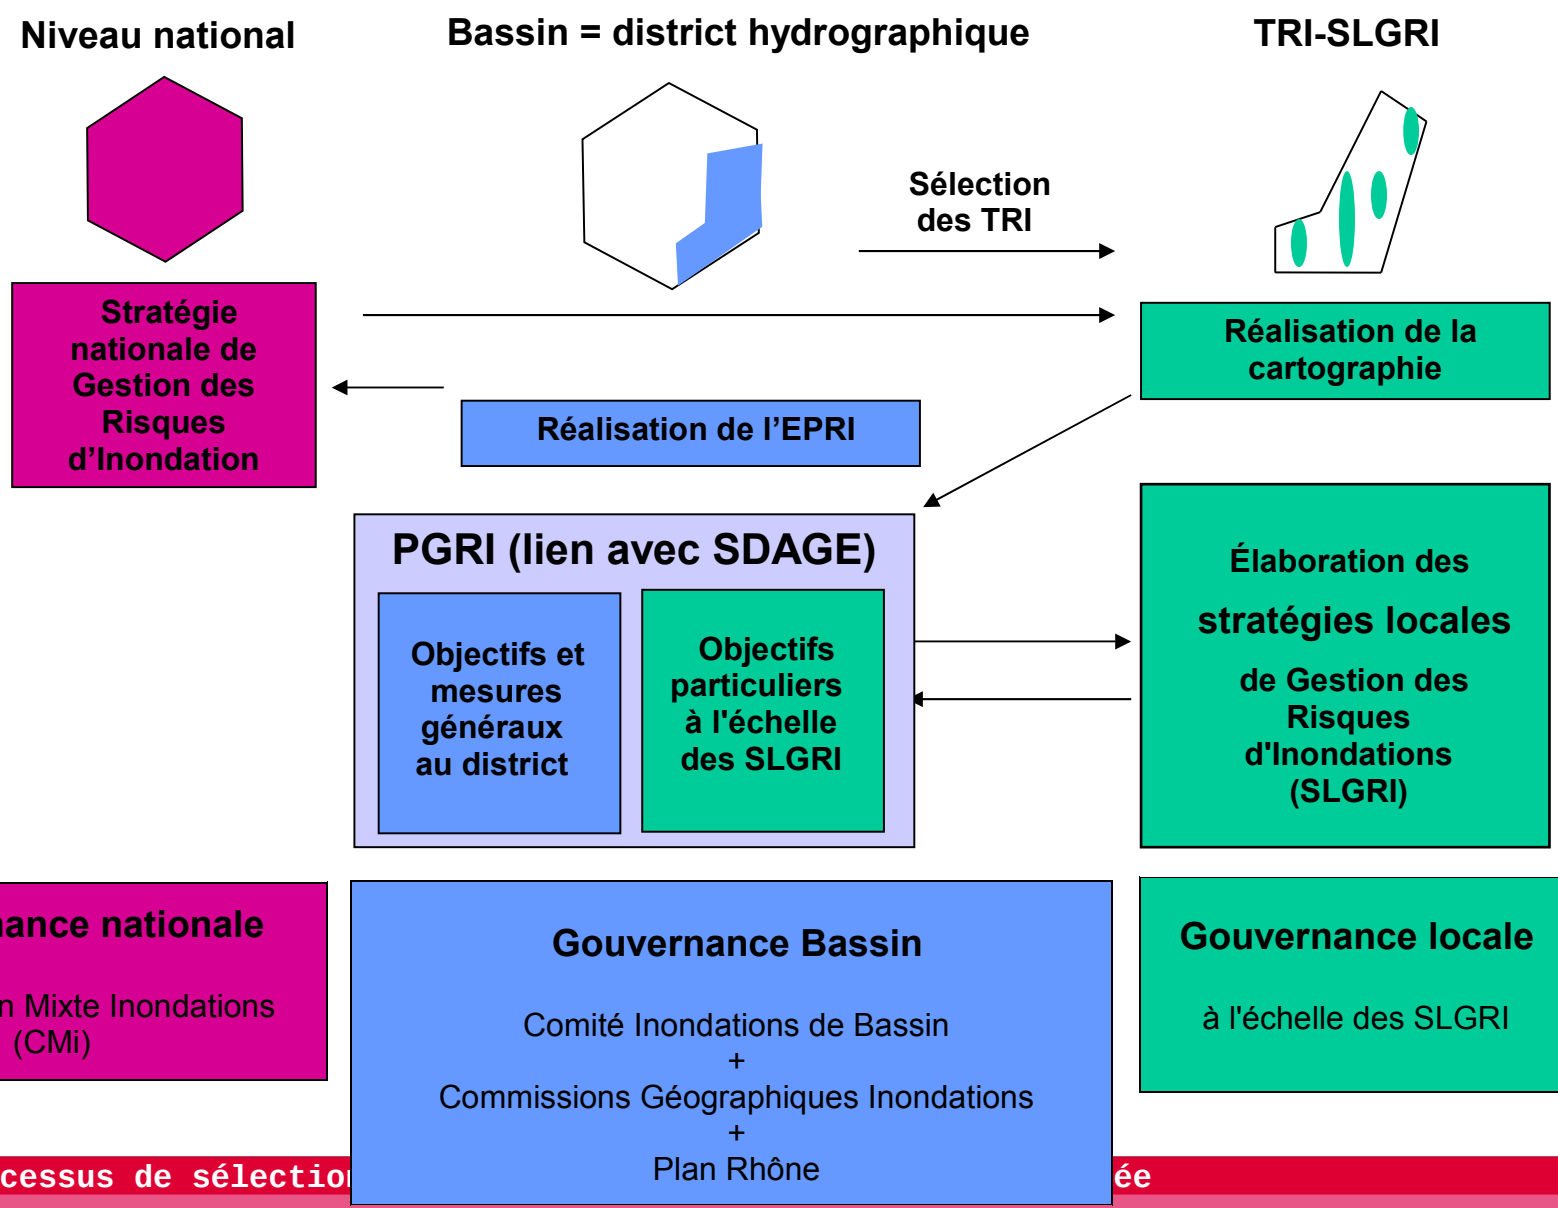 Niveau national
Bassin = district hydrographique
TRI-SLGRI
Sélection
des TRI
Stratégie
nationale de
Gestion des
Risques
d’Inondation
Réalisation de la
cartographie
Réalisation de l’EPRI
PGRI (lien avec SDAGE)
Objectifs et
mesures
généraux
au district
Objectifs
particuliers
à l'échelle
des SLGRI
Élaboration des
stratégies locales
de Gestion des
Risques
d'Inondations
(SLGRI)
nance nationale
n Mixte Inondations
(CMi)
Gouvernance Bassin
Comité Inondations de Bassin
+
Commissions Géographiques Inondations
+
Plan Rhône
Gouvernance locale
à l'échelle des SLGRI
cessus de sélection ée